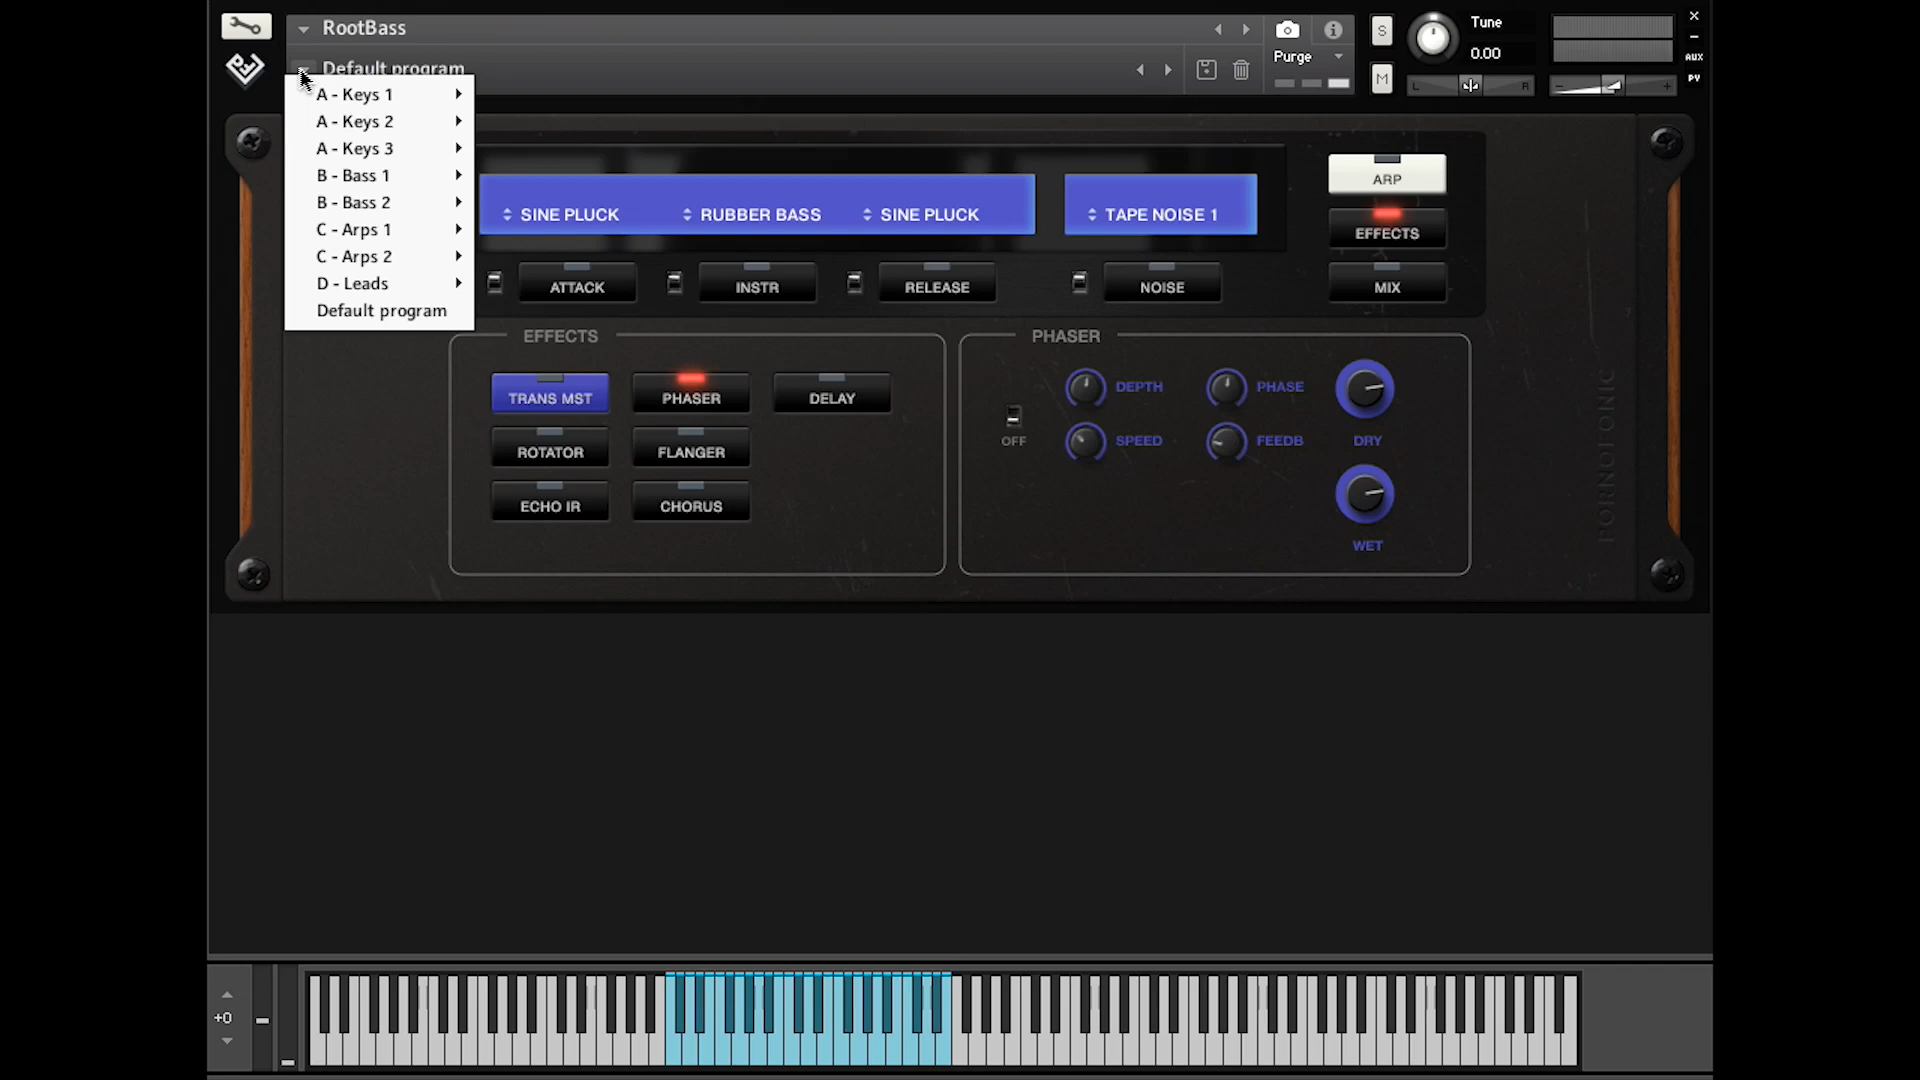 RootBass
Purge
S
M
Tune
0.00
L
R
-
+
x
-
AUX
PV
Default program
A - Keys 1
A - Keys 2
A - Keys 3
B - Bass 1
B - Bass 2
C - Arps 1
C - Arps 2
D - Leads
Default program
SINE PLUCK
RUBBER BASS
SINE PLUCK
TAPE NOISE 1
ARP
EFFECTS
MIX
ATTACK
INSTR
RELEASE
NOISE
EFFECTS
TRANS MST
PHASER
DELAY
ROTATOR
FLANGER
ECHO IR
CHORUS
PHASER
OFF
DEPTH
PHASE
SPEED
FEEDB
DRY
WET
PORNOFONIC
+0